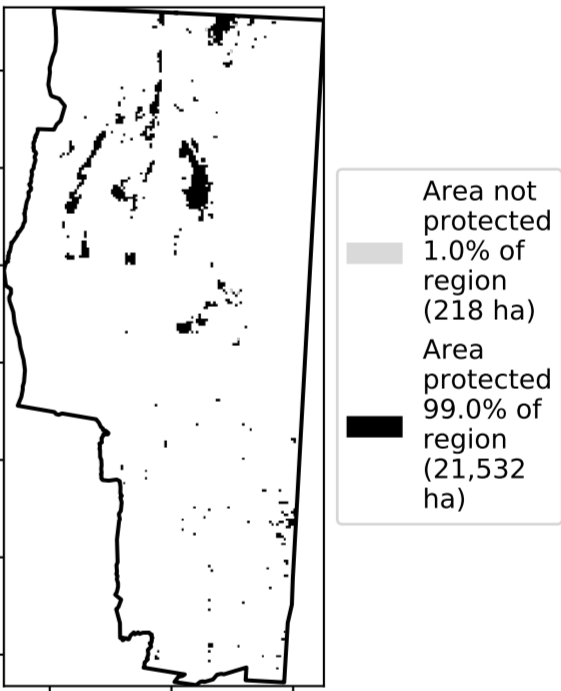 Area not
protected
1.0% of
region
(218 ha)
Area
protected
99.0% of
region
(21,532
ha)